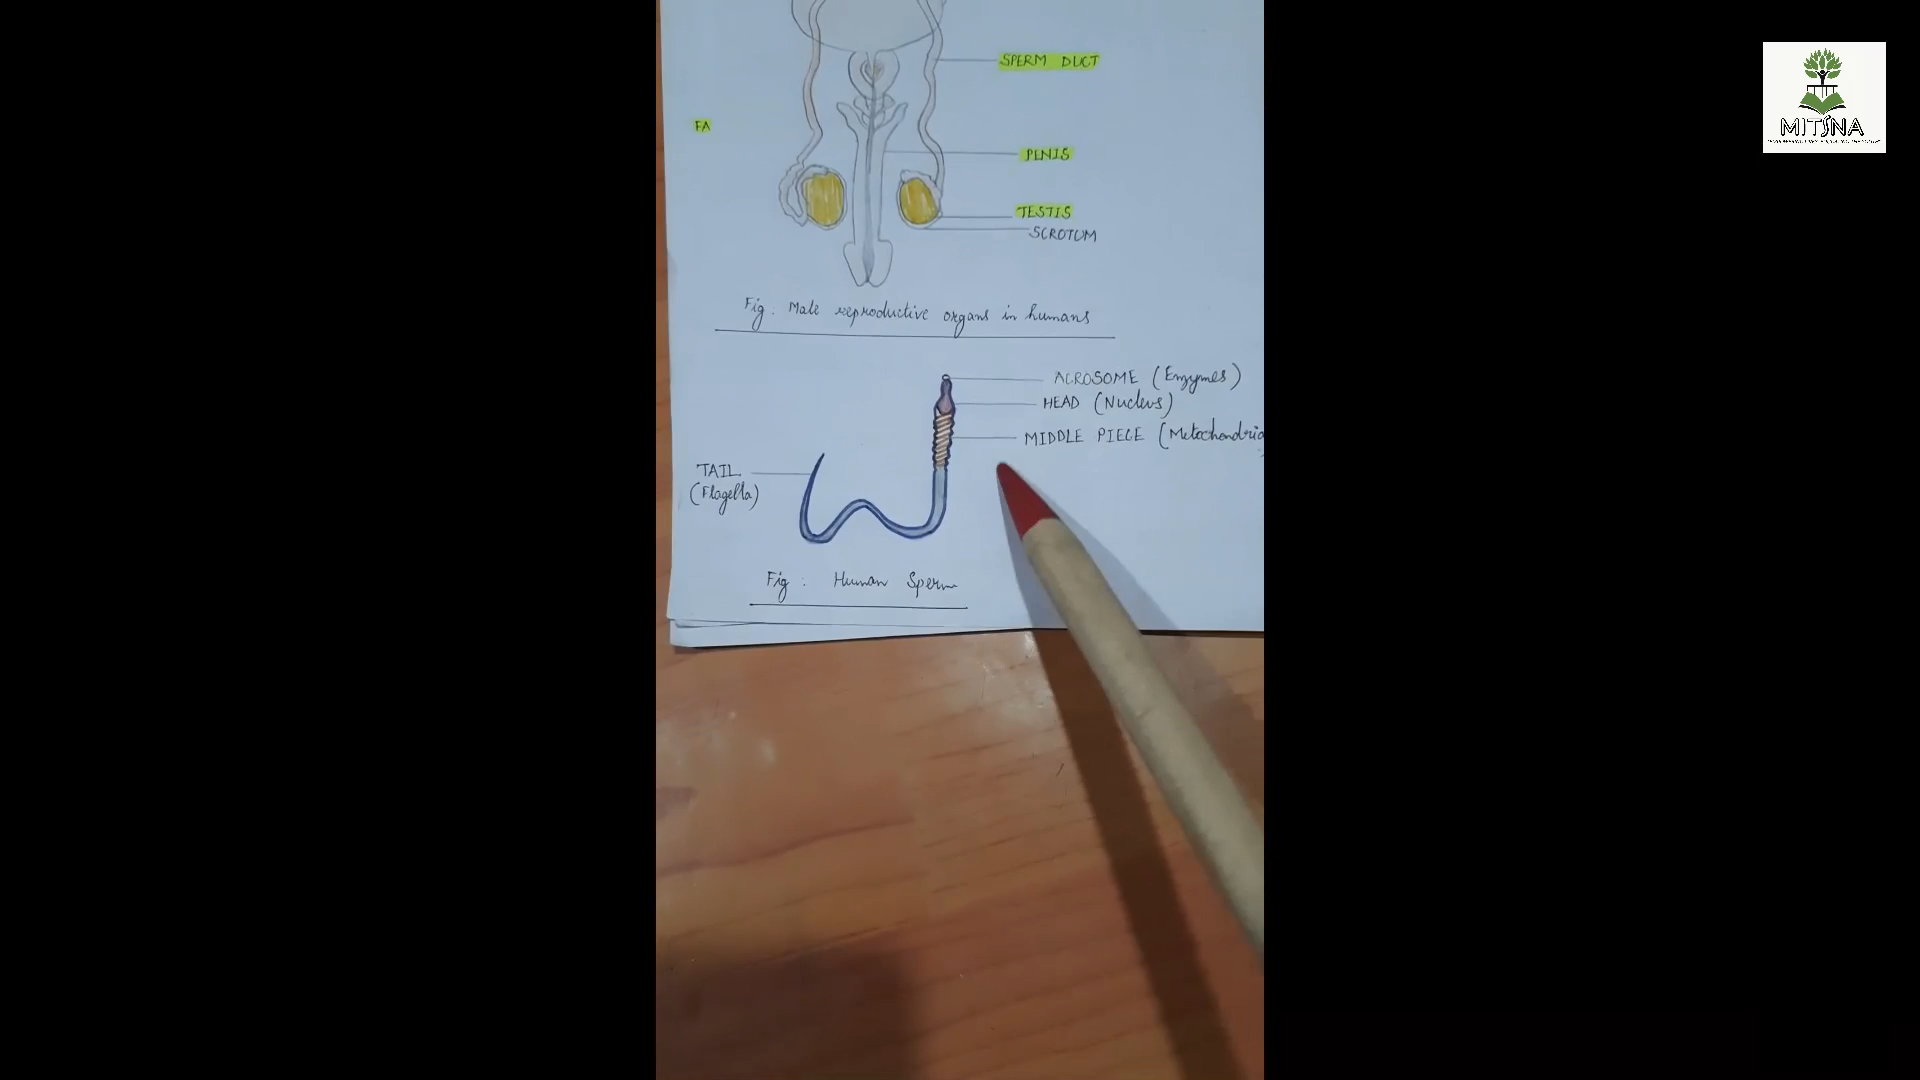 SPERM DUCT
FA
PENIS
TESTIS
SCROTUM
Fig. Male reproductive organs in humans
ACROSOME (Enzymes)
HEAD (Nucleus)
MIDDLE PIECE (Metochondria
TAIL
(Flagella)
Fig : Human Sperm
MITSNA